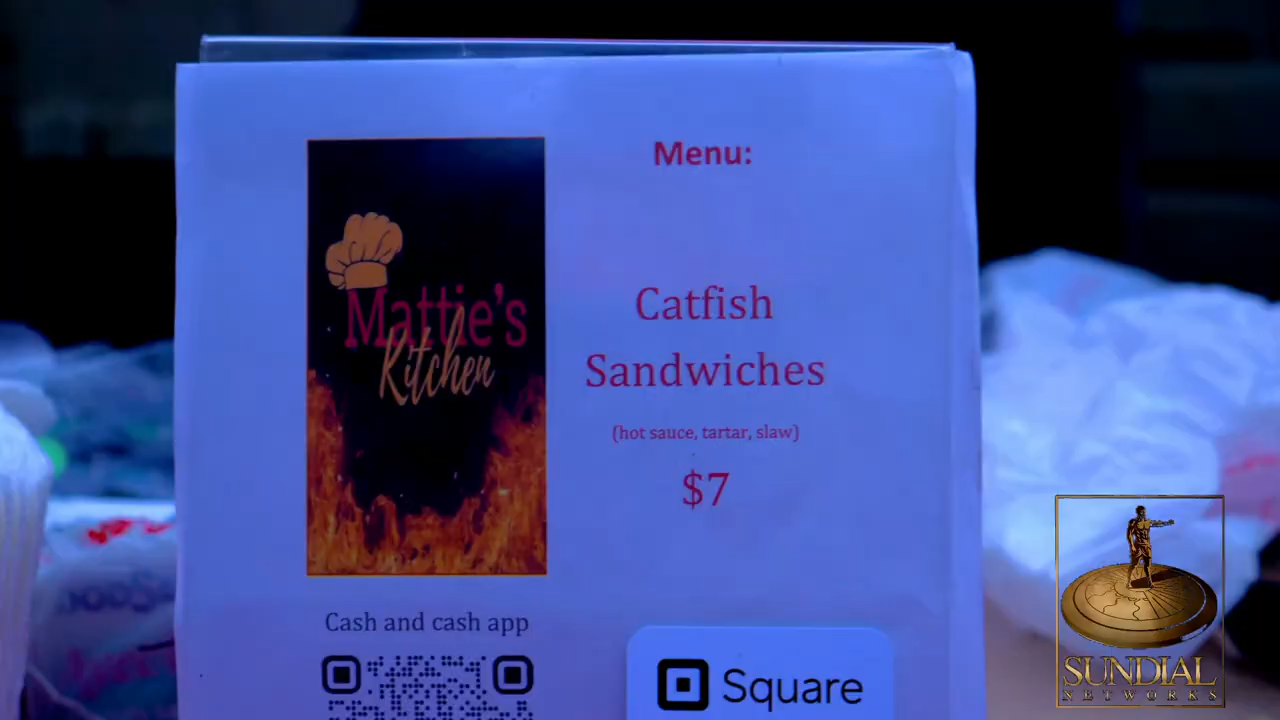 Menu:
Mattie's
Kitchen
Catfish
Sandwiches
(hot sauce, tartar, slaw)
$7
Cash and cash app
Square
SUNDIAL
NETWORKS